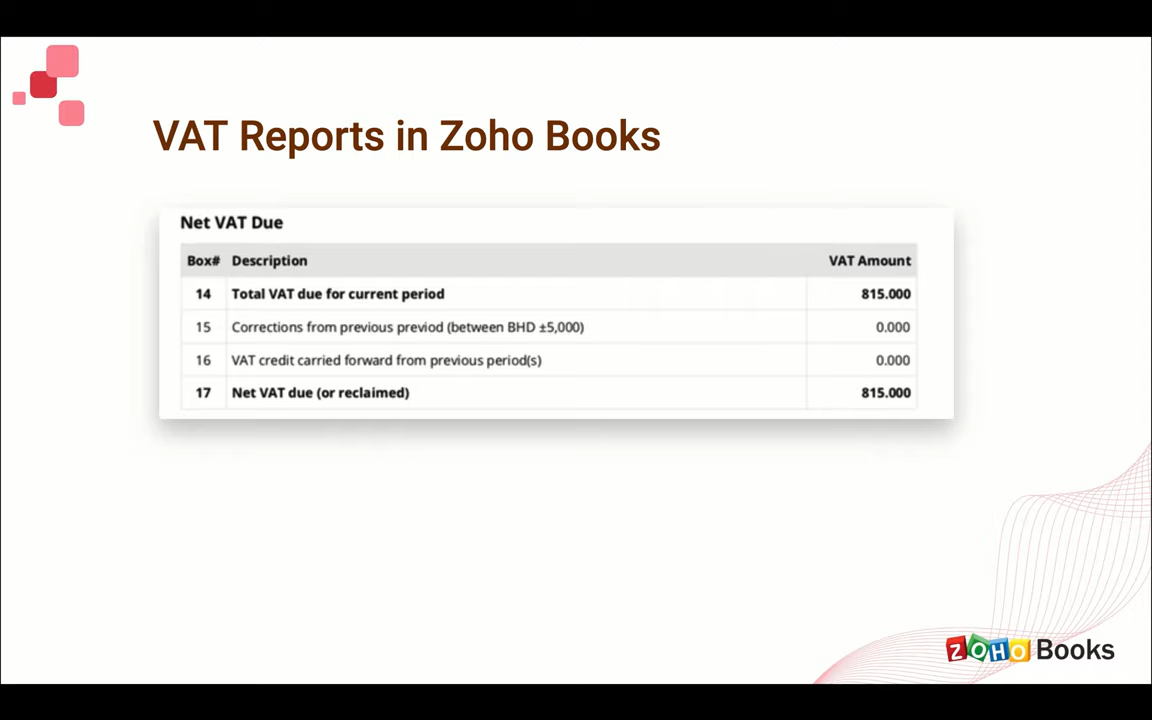 VAT Reports in Zoho Books
Net VAT Due
Box# Description VAT Amount
14 Total VAT due for current period 815.000
15 Corrections from previous previod (between BHD ±5,000) 0.000
16 VAT credit carried forward from previous period(s) 0.000
17 Net VAT due (or reclaimed) 815.000
ZOHO Books